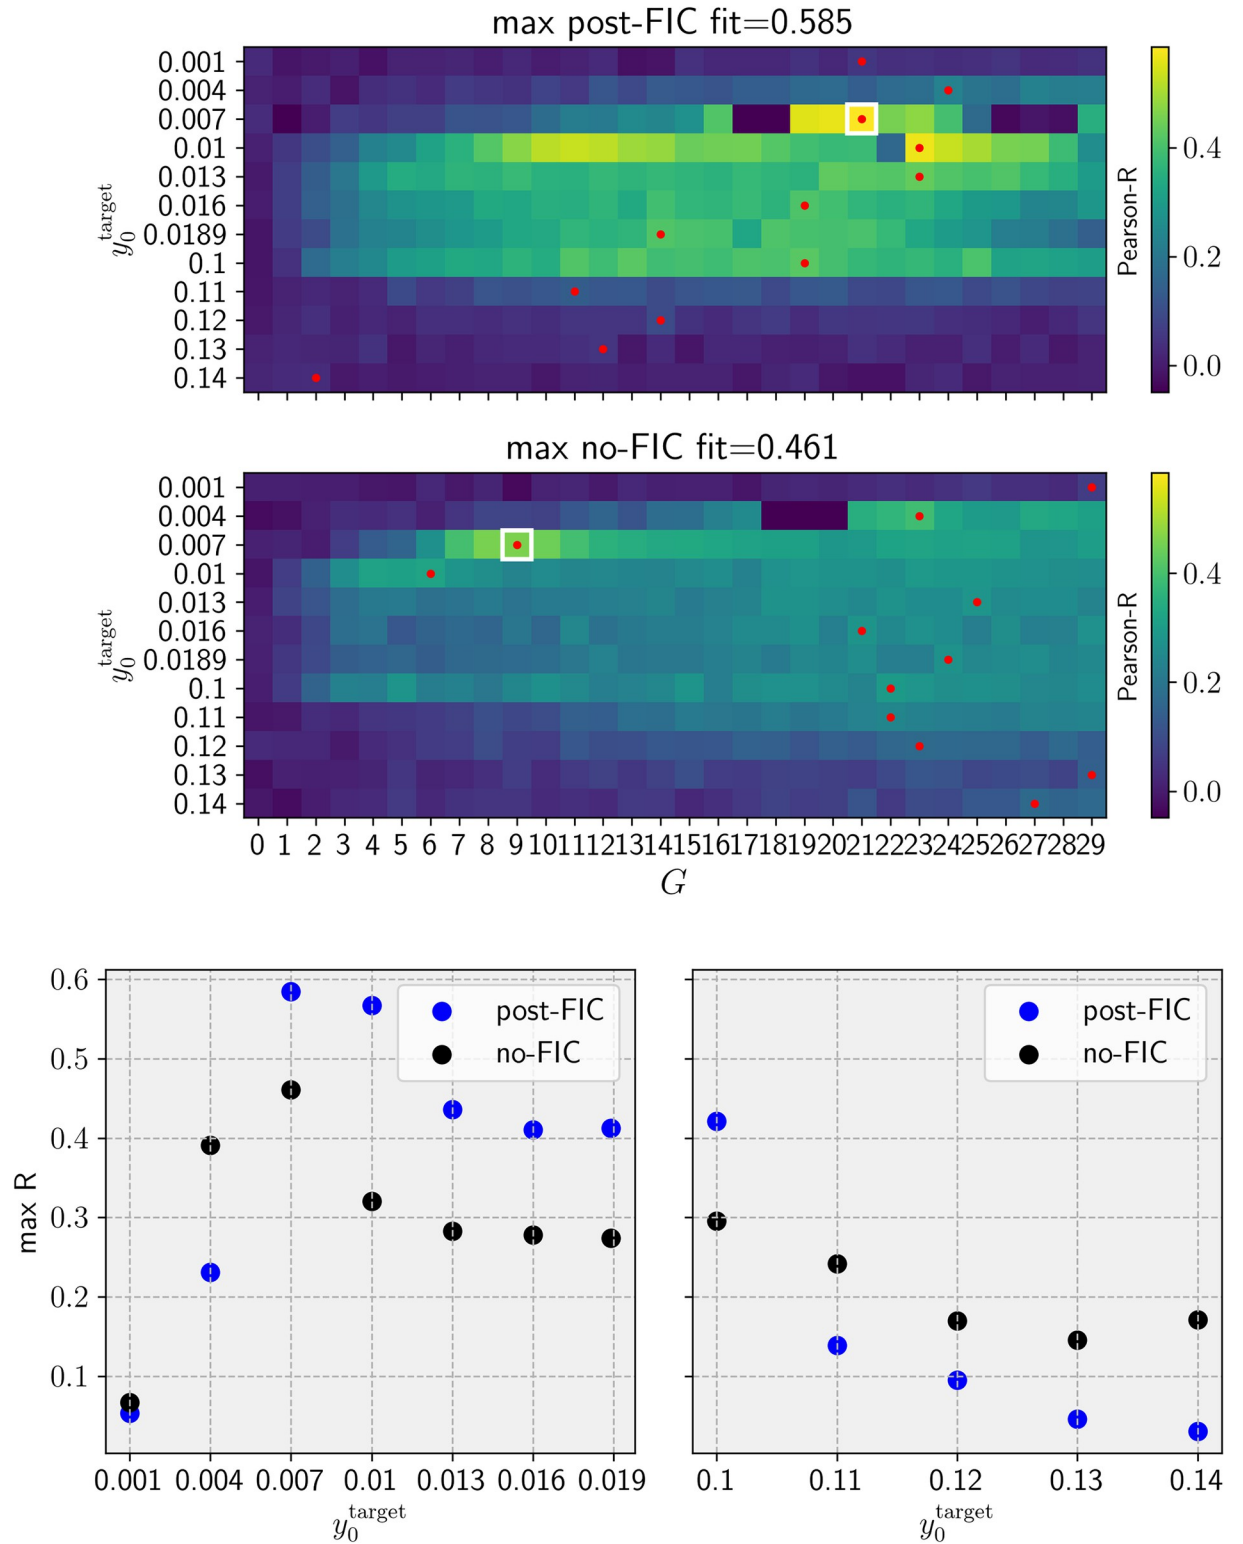 max post-FIC fit=0.585
0.001
0.004
0.007
0.01
0.013
0.016
0.0189
0.1
0.11
0.12
0.13
0.14
y₀^target
0.4
0.2
0.0
Pearson-R
max no-FIC fit=0.461
0.001
0.004
0.007
0.01
0.013
0.016
0.0189
0.1
0.11
0.12
0.13
0.14
y₀^target
0 1 2 3 4 5 6 7 8 9 10 11 12 13 14 15 16 17 18 19 20 21 22 23 24 25 26 27 28 29
G
0.4
0.2
0.0
Pearson-R
0.6
0.5
0.4
0.3
0.2
0.1
max R
post-FIC
no-FIC
0.001 0.004 0.007 0.01 0.013 0.016 0.019
y₀^target
post-FIC
no-FIC
0.1 0.11 0.12 0.13 0.14
y₀^target